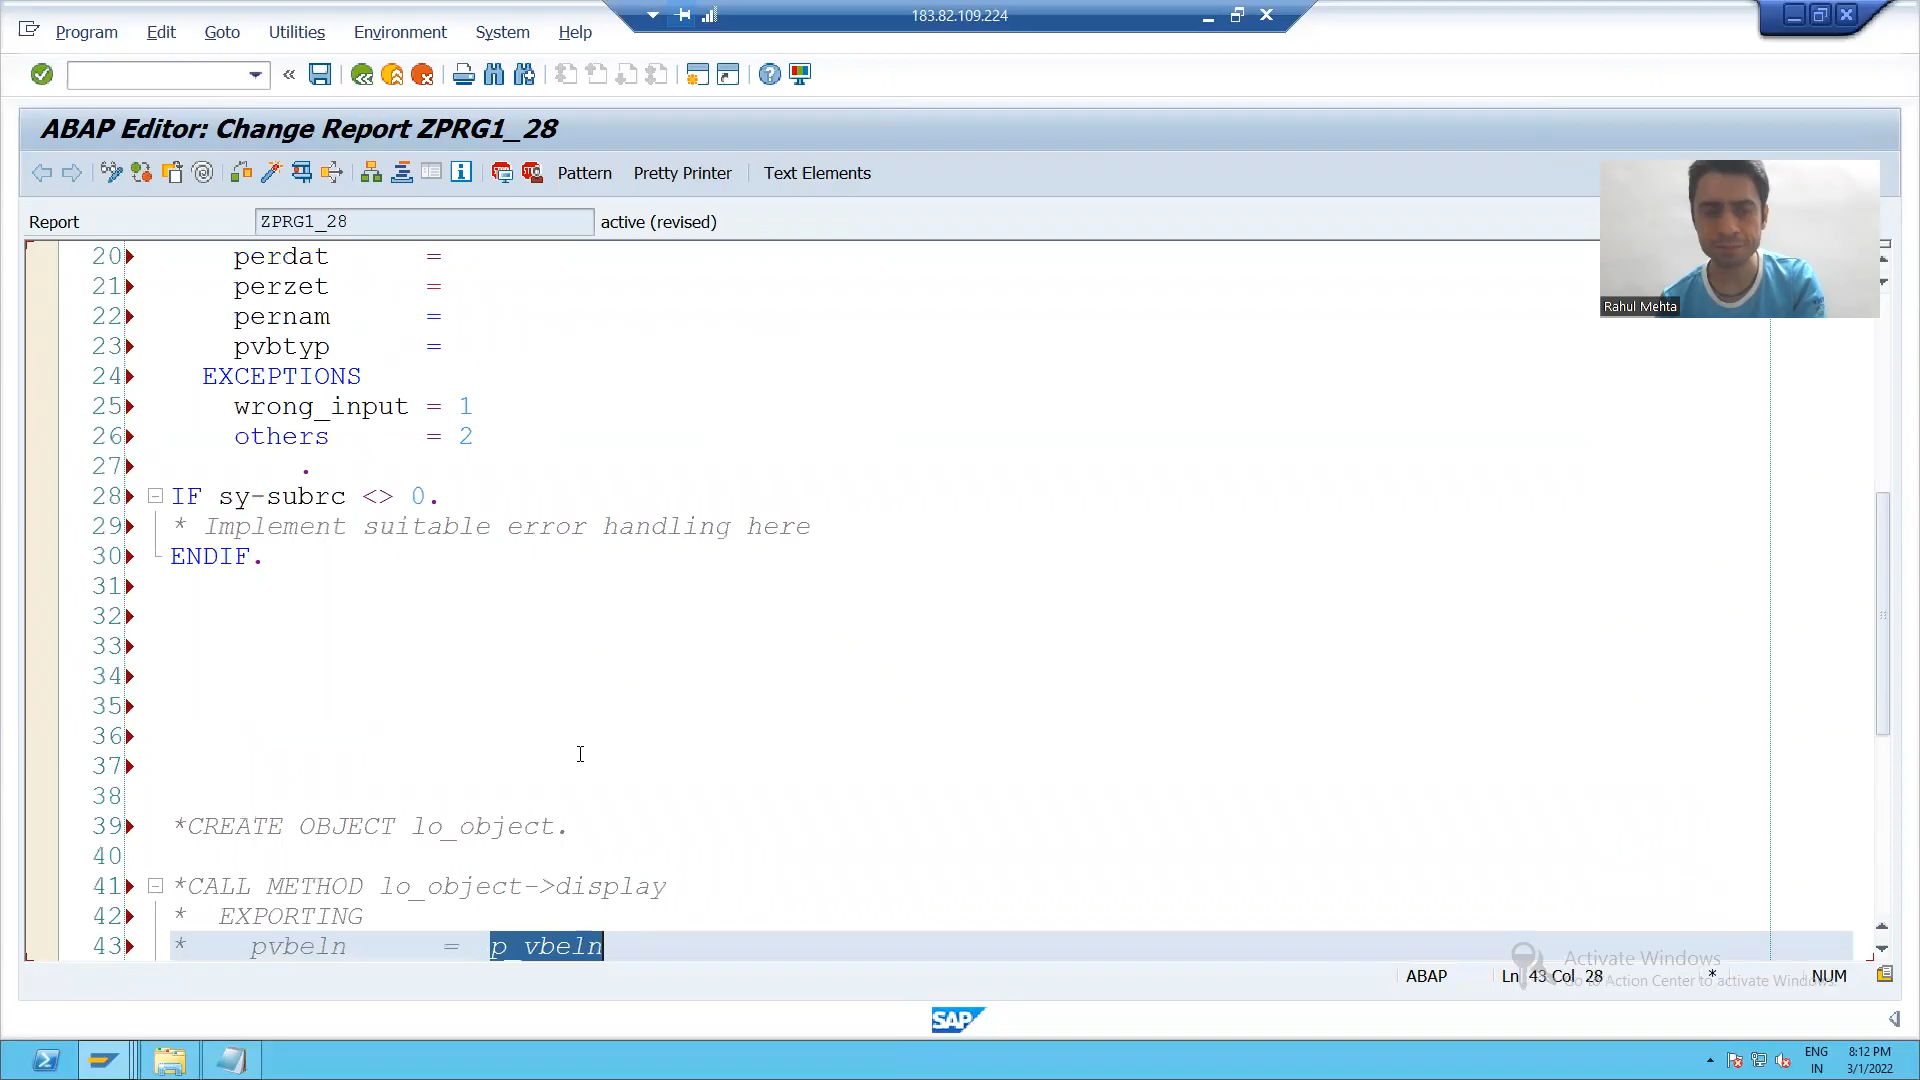 183.82.109.224
Program Edit Goto Utilities Environment System Help
ABAP Editor: Change Report ZPRG1_28
Pattern Pretty Printer Text Elements
Report ZPRG1_28 active (revised)
Rahul Mehta
20 perdat =
21 perzet =
22 pernam =
23 pvbtyp =
24 EXCEPTIONS
25 wrong_input = 1
26 others = 2
27 .
28 IF sy-subrc <> 0.
29 * Implement suitable error handling here
30 ENDIF.
31
32
33
34
35
36
37
38
39 *CREATE OBJECT lo_object.
40
41 *CALL METHOD lo_object->display
42 * EXPORTING
43 * pvbeln = p_vbeln
Activate Windows
Go to Action Center to activate Windows.
ABAP Ln 43 Col 28 * NUM
SAP
ENG 8:12 PM
IN 3/1/2022